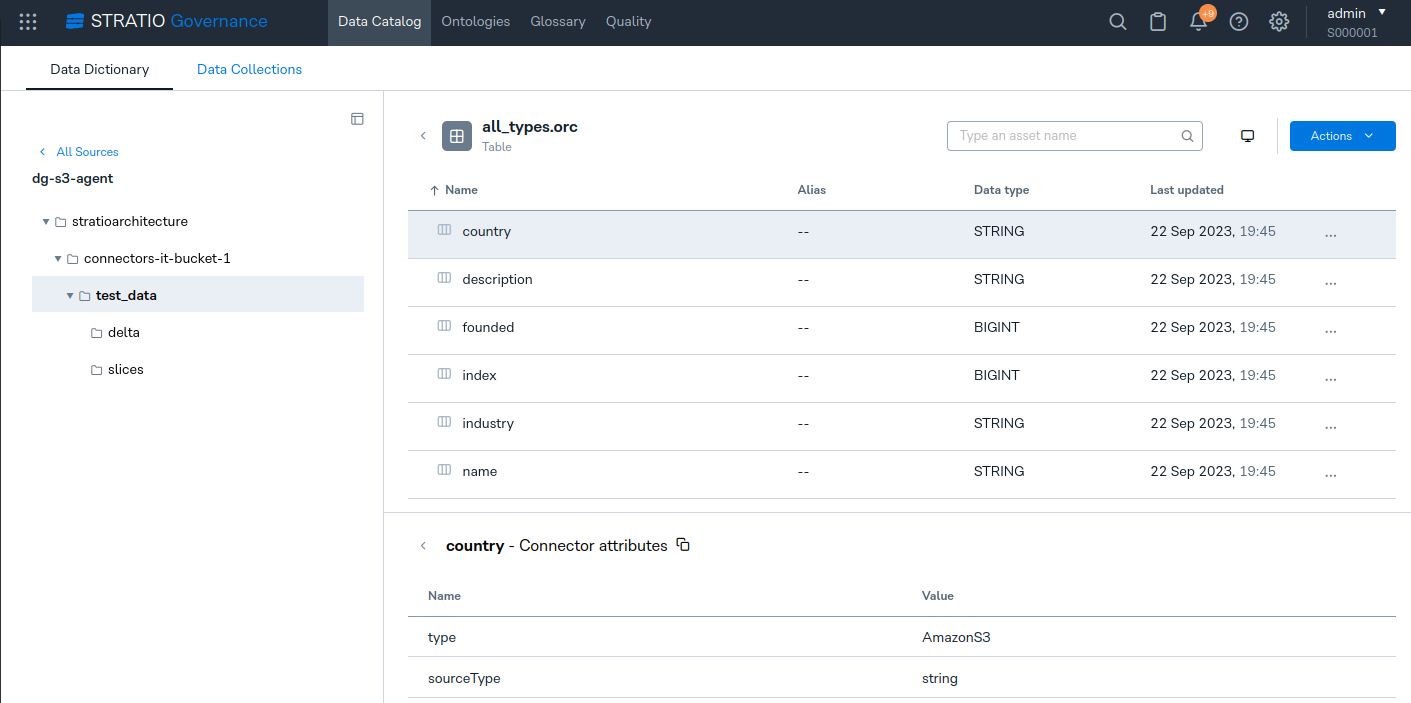 STRATIO Governance
Data Catalog Ontologies Glossary Quality
+9
admin
S000001
Data Dictionary Data Collections
All Sources
dg-s3-agent
stratioarchitecture
connectors-it-bucket-1
test_data
delta
slices
all_types.orc
Table
Type an asset name
Actions
Name Alias Data type Last updated
country -- STRING 22 Sep 2023, 19:45 ...
description -- STRING 22 Sep 2023, 19:45 ...
founded -- BIGINT 22 Sep 2023, 19:45 ...
index -- BIGINT 22 Sep 2023, 19:45 ...
industry -- STRING 22 Sep 2023, 19:45 ...
name -- STRING 22 Sep 2023, 19:45 ...
country - Connector attributes
Name Value
type AmazonS3
sourceType string